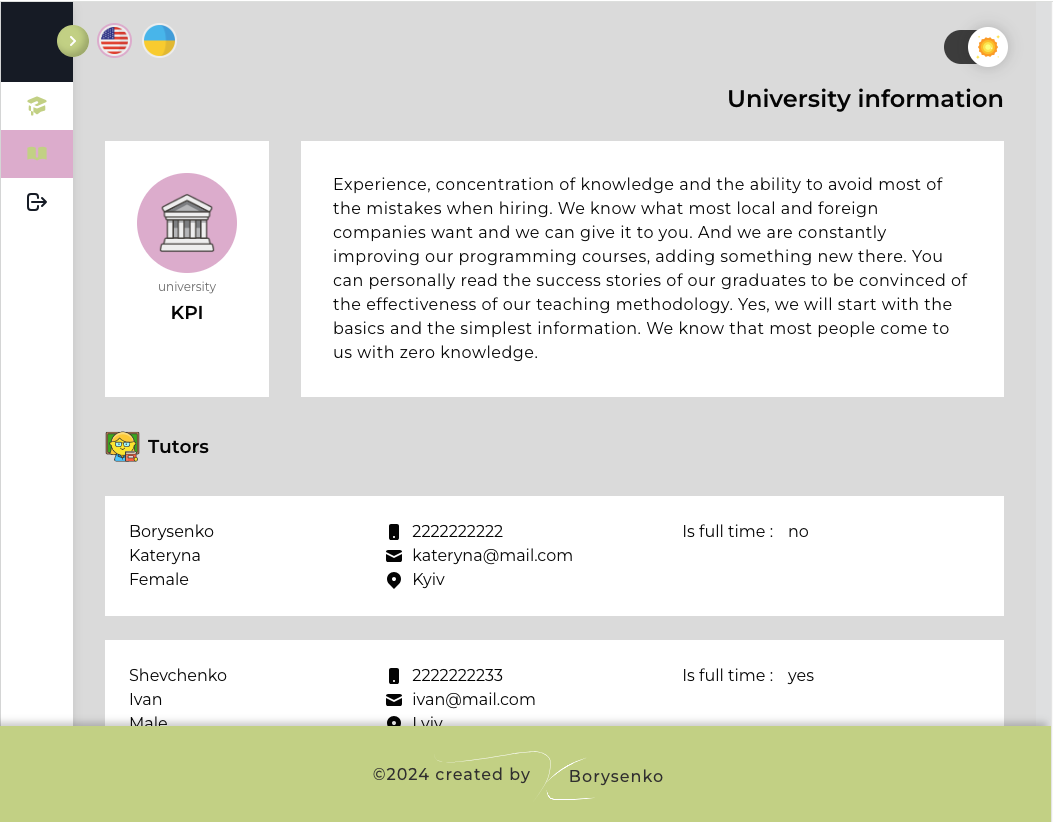 University information
university
KPI
Experience, concentration of knowledge and the ability to avoid most of
the mistakes when hiring. We know what most local and foreign
companies want and we can give it to you. And we are constantly
improving our programming courses, adding something new there. You
can personally read the success stories of our graduates to be convinced of
the effectiveness of our teaching methodology. Yes, we will start with the
basics and the simplest information. We know that most people come to
us with zero knowledge.
Tutors
Borysenko
Kateryna
Female
2222222222
kateryna@mail.com
Kyiv
Is full time : no
Shevchenko
Ivan
Male
2222222233
ivan@mail.com
Lviv
Is full time : yes
©2024 created by Borysenko